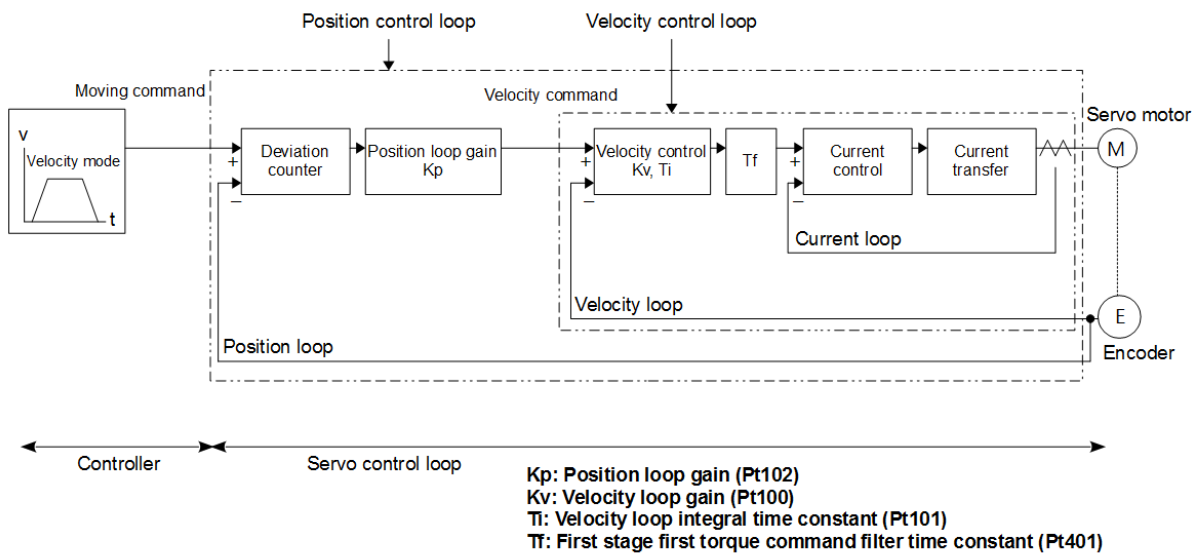 Position control loop
Velocity control loop
Moving command
Velocity command
Servo motor
v
Velocity mode
t
+
−
Deviation
counter
Position loop gain
Kp
+
−
Velocity control
Kv, Ti
Tf
+
−
Current
control
Current
transfer
M
Current loop
Velocity loop
E
Position loop
Encoder
Controller
Servo control loop
Kp: Position loop gain (Pt102)
Kv: Velocity loop gain (Pt100)
Ti: Velocity loop integral time constant (Pt101)
Tf: First stage first torque command filter time constant (Pt401)